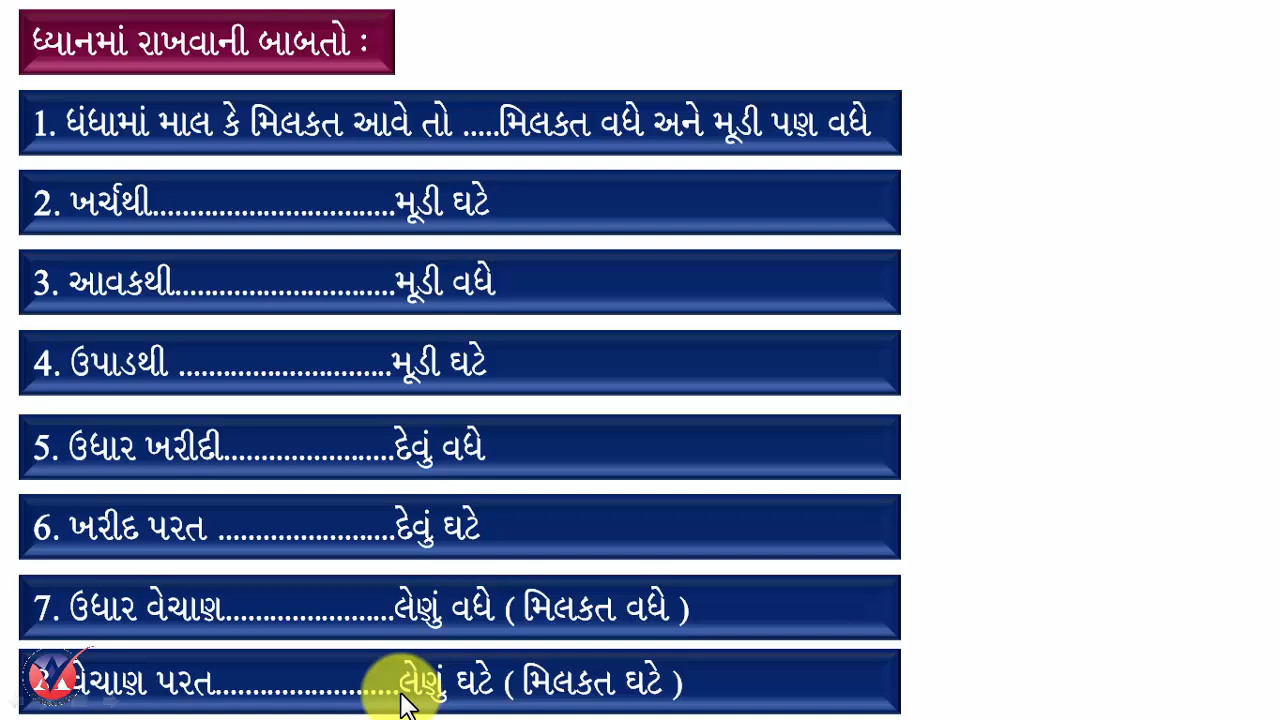 ધ્યાનમાં રાખવાની બાબતો :
1. ધંધામાં માલ કે મિલકત આવે તો .....મિલકત વધે અને મૂડી પણ વધે
2. ખર્ચથી................................મૂડી ઘટે
3. આવકથી.............................મૂડી વધે
4. ઉપાડથી ............................મૂડી ઘટે
5. ઉધાર ખરીદી.......................દેવું વધે
6. ખરીદ પરત ........................દેવું ઘટે
7. ઉધાર વેચાણ.......................લેણું વધે ( મિલકત વધે )
વેચાણ પરત.........................લેણું ઘટે ( મિલકત ઘટે )